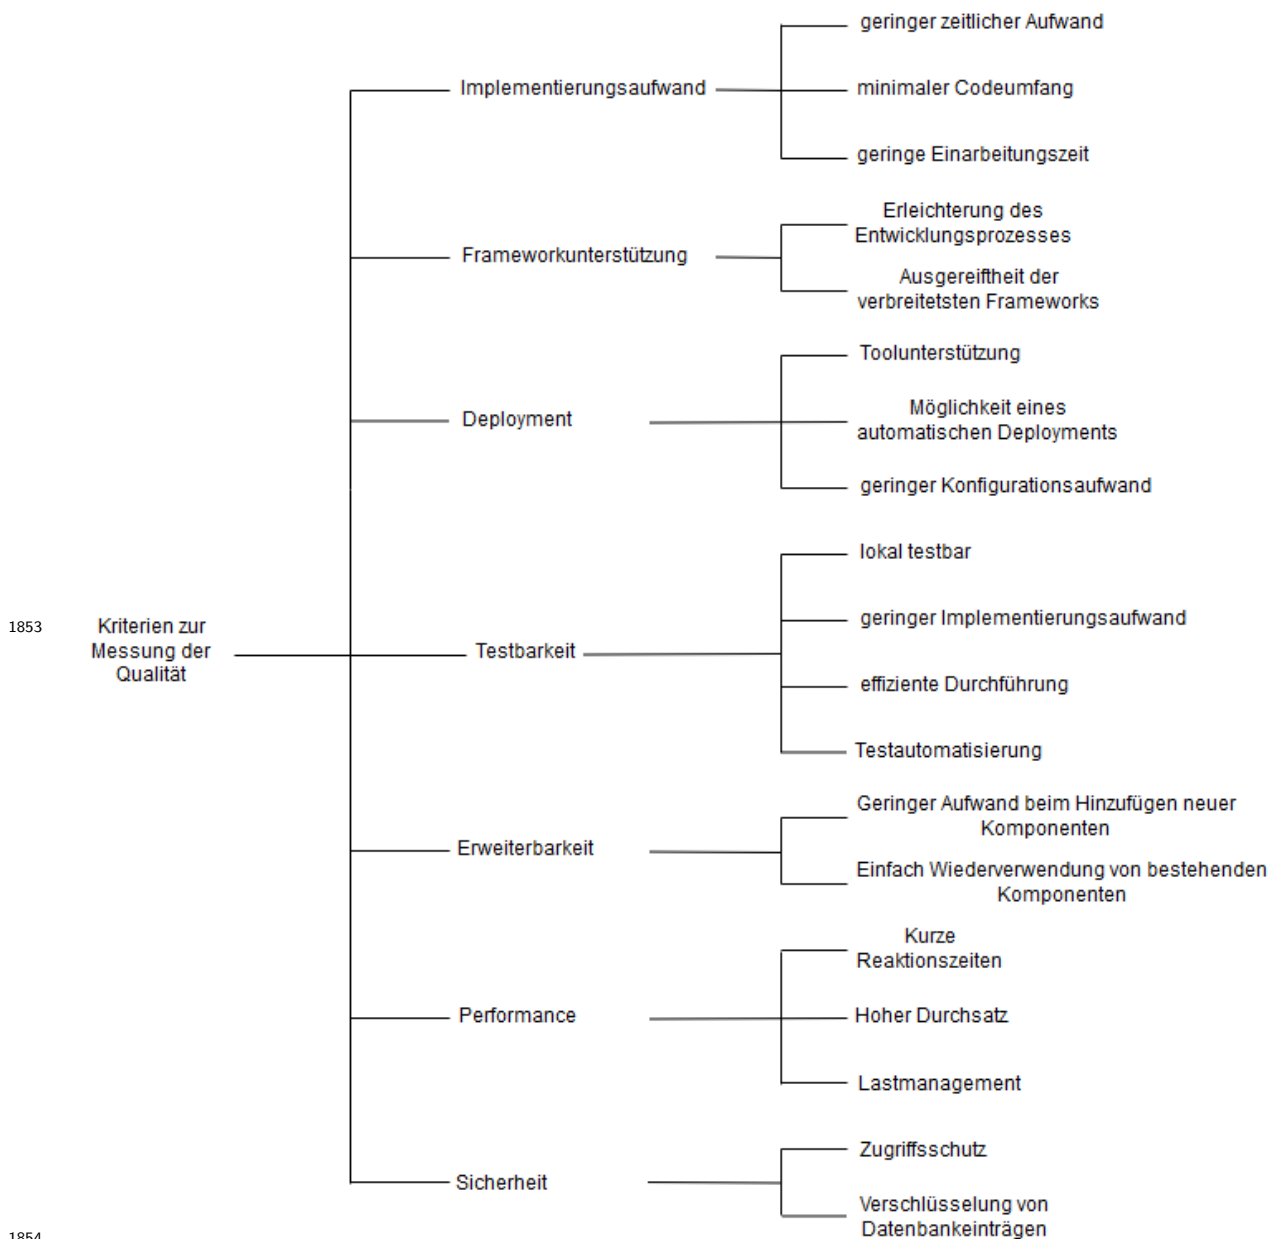 geringer zeitlicher Aufwand
Implementierungsaufwand
minimaler Codeumfang
geringe Einarbeitungszeit
Erleichterung des
Entwicklungsprozesses
Frameworkunterstützung
Ausgereiftheit der
verbreitetsten Frameworks
Toolunterstützung
Deployment
Möglichkeit eines
automatischen Deployments
geringer Konfigurationsaufwand
lokal testbar
1853
Kriterien zur
Messung der
Qualität
geringer Implementierungsaufwand
Testbarkeit
effiziente Durchführung
Testautomatisierung
Geringer Aufwand beim Hinzufügen neuer
Komponenten
Erweiterbarkeit
Einfach Wiederverwendung von bestehenden
Komponenten
Kurze
Reaktionszeiten
Performance
Hoher Durchsatz
Lastmanagement
Zugriffsschutz
Sicherheit
Verschlüsselung von
Datenbankeinträgen
1854